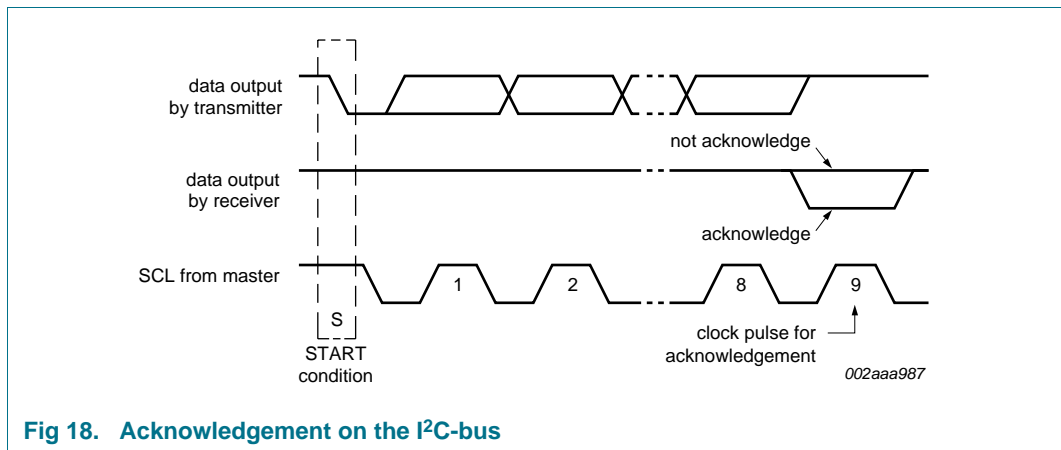 data output
by transmitter
not acknowledge
data output
by receiver
acknowledge
SCL from master
1
2
8
9
S
START
condition
clock pulse for
acknowledgement
002aaa987
Fig 18. Acknowledgement on the I²C-bus